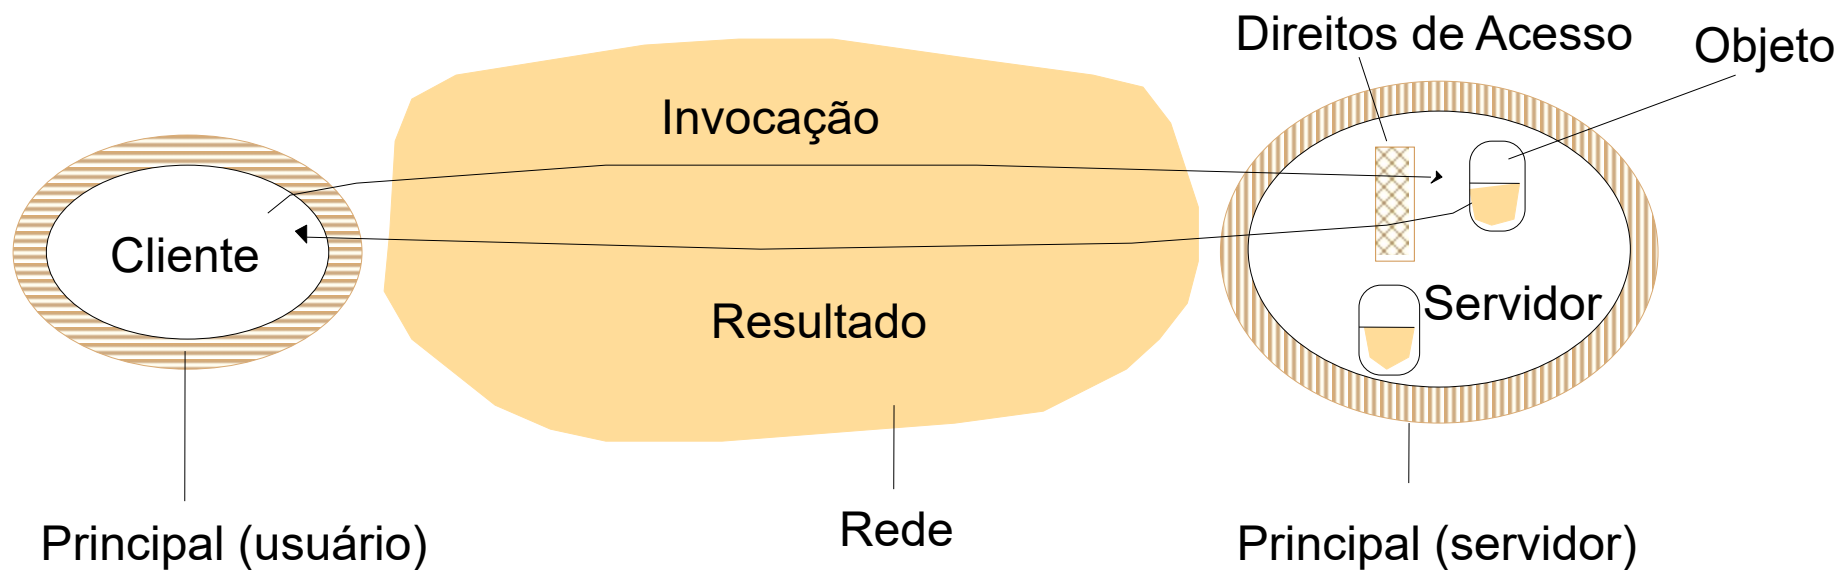 Direitos de Acesso
Objeto
Invocação
Cliente
Resultado
Servidor
Principal (usuário)
Rede
Principal (servidor)